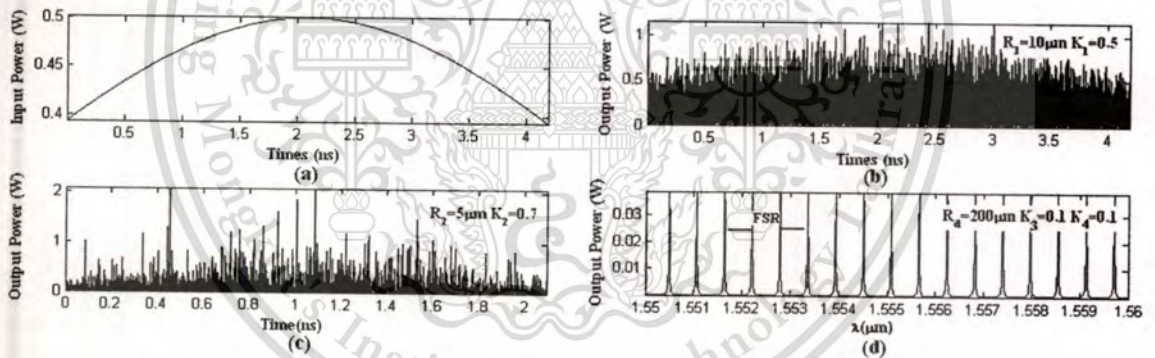 Input Power (W)
0.5
0.4
0.5 1 1.5 2 2.5 3 3.5 4
Times (ns)
(a)
Output Power (W)
1
0.5
0
R₁=10μm K₁=0.5
0.5 1 1.5 2 2.5 3 3.5 4
Times (ns)
(b)
Output Power (W)
2
1
0
R₂=5μm K₂=0.7
0 0.2 0.4 0.6 0.8 1.0 1.2 1.4 1.6 1.8 2.0
Time(ns)
(c)
Output Power (W)
0.03
0.02
0.01
FSR
R_d=200μm K₃=0.1 K₄=0.1
1.55 1.551 1.552 1.553 1.554 1.555 1.556 1.557 1.558 1.559 1.56
λ(μm)
(d)